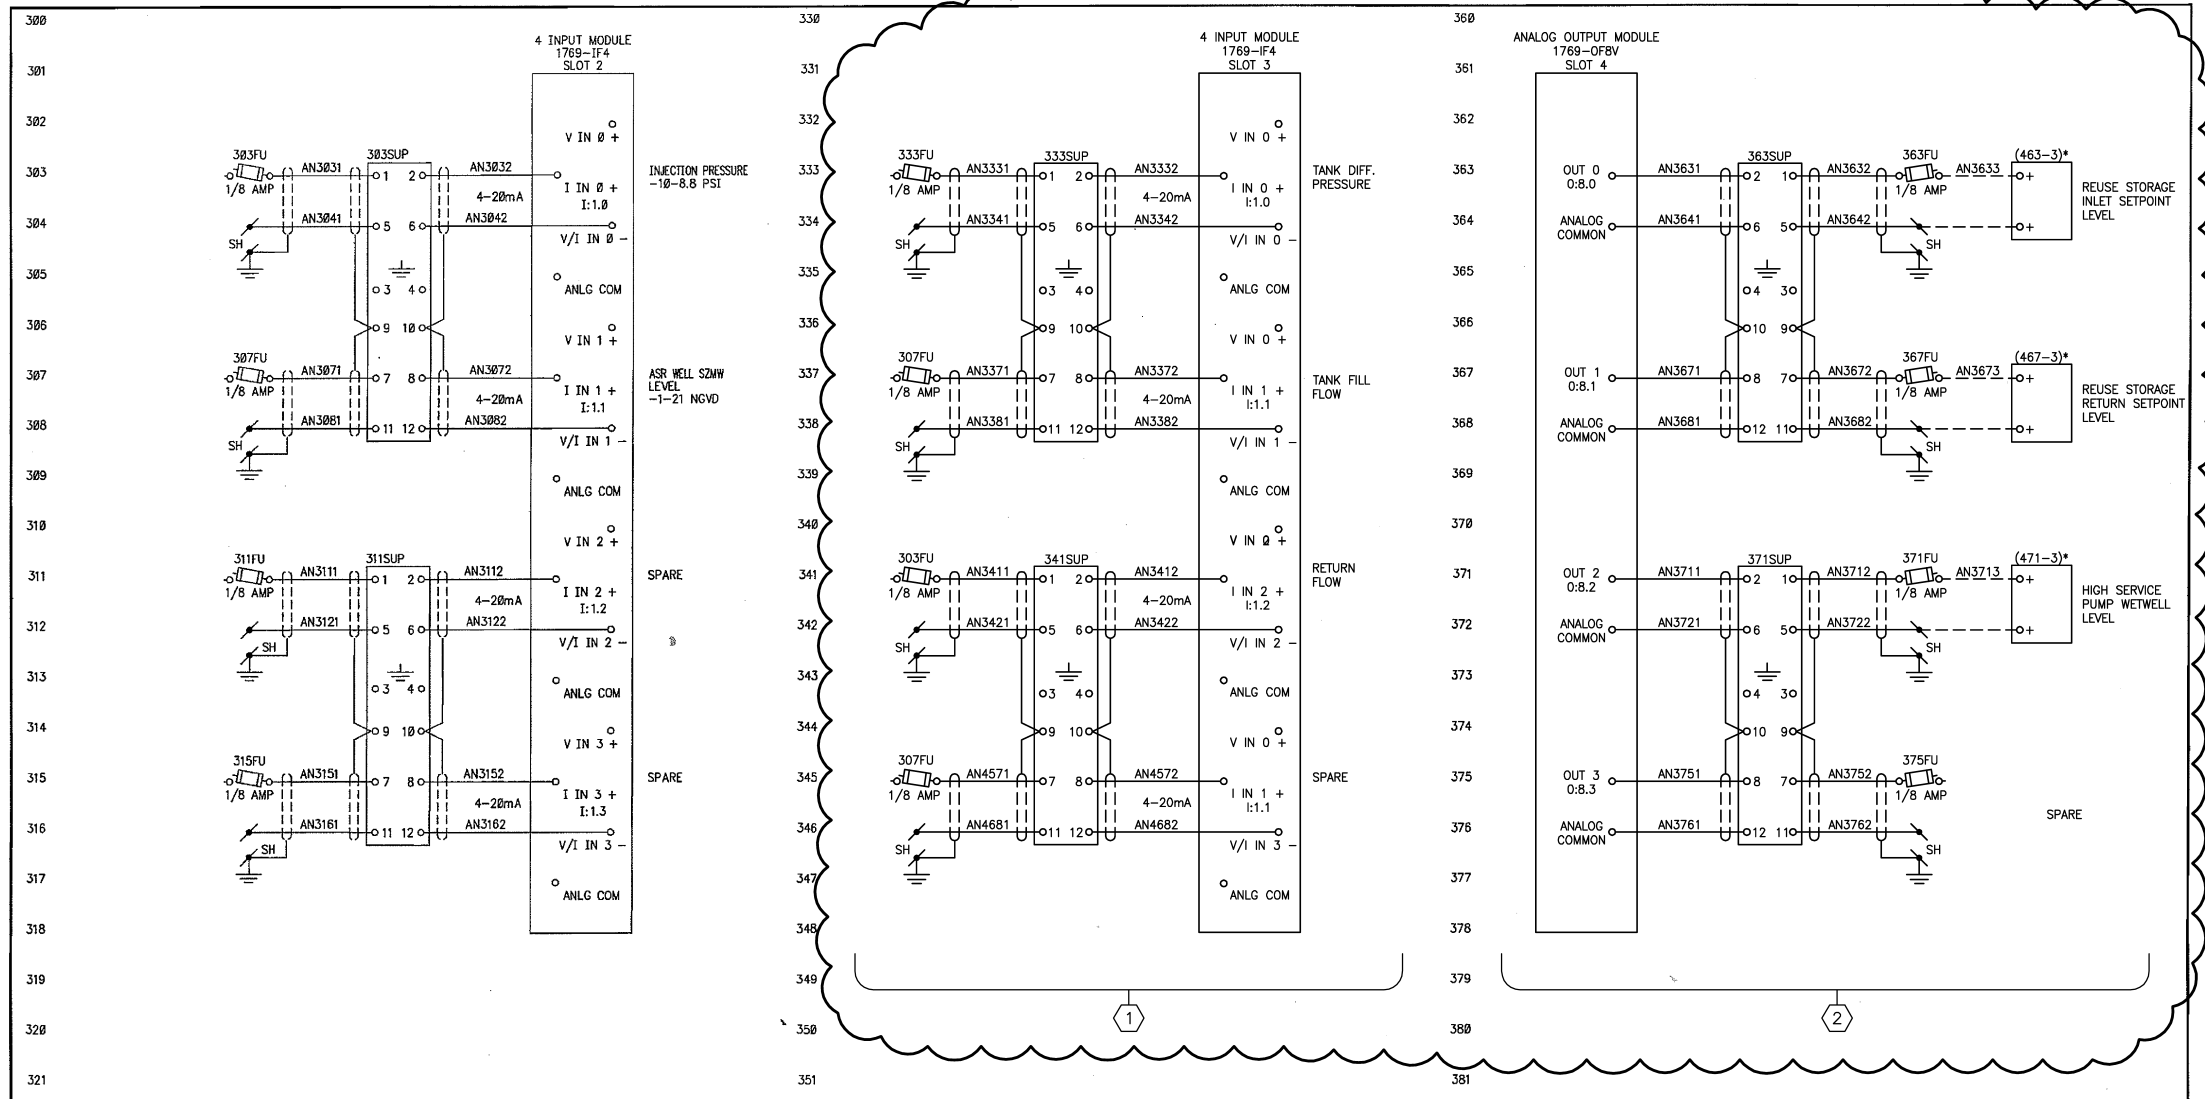 300
301
302
303
304
305
306
307
308
309
310
311
312
313
314
315
316
317
318
319
320
321
4 INPUT MODULE
1769-IF4
SLOT 2
V IN Ø +
303FU
1/8 AMP
AN3031
303SUP
1 2
AN3032
4-20mA
I IN Ø +
I:1.Ø
INJECTION PRESSURE
-10-8.8 PSI
AN3041
5 6
AN3042
V/I IN Ø -
SH
3 4
ANLG COM
9 10
V IN 1 +
307FU
1/8 AMP
AN3071
7 8
AN3072
4-20mA
I IN 1 +
I:1.1
ASR WELL SZMW
LEVEL
-1-21 NGVD
AN3081
11 12
AN3082
V/I IN 1 -
SH
ANLG COM
V IN 2 +
311FU
1/8 AMP
AN3111
311SUP
1 2
AN3112
4-20mA
I IN 2 +
I:1.2
SPARE
AN3121
5 6
AN3122
V/I IN 2 -
SH
3 4
ANLG COM
9 10
V IN 3 +
315FU
1/8 AMP
AN3151
7 8
AN3152
4-20mA
I IN 3 +
I:1.3
SPARE
AN3161
11 12
AN3162
V/I IN 3 -
SH
ANLG COM
330
331
332
333
334
335
336
337
338
339
340
341
342
343
344
345
346
347
348
349
350
351
4 INPUT MODULE
1769-IF4
SLOT 3
V IN 0 +
333FU
1/8 AMP
AN3331
333SUP
1 2
AN3332
4-20mA
I IN 0 +
I:1.0
TANK DIFF.
PRESSURE
AN3341
5 6
AN3342
V/I IN 0 -
SH
3 4
ANLG COM
9 10
V IN 0 +
307FU
1/8 AMP
AN3371
7 8
AN3372
4-20mA
I IN 1 +
I:1.1
TANK FILL
FLOW
AN3381
11 12
AN3382
V/I IN 1 -
SH
ANLG COM
V IN +
303FU
1/8 AMP
AN3411
341SUP
1 2
AN3412
4-20mA
I IN 2 +
I:1.2
RETURN
FLOW
AN3421
5 6
AN3422
V/I IN 2 -
SH
3 4
ANLG COM
9 10
V IN 0 +
307FU
1/8 AMP
AN4571
7 8
AN4572
4-20mA
I IN 1 +
I:1.1
SPARE
AN4681
11 12
AN4682
V/I IN 3 -
SH
ANLG COM
1
360
361
362
363
364
365
366
367
368
369
370
371
372
373
374
375
376
377
378
379
380
381
ANALOG OUTPUT MODULE
1769-OF8V
SLOT 4
OUT 0
0:8.0
AN3631
363SUP
2 1
AN3632
363FU
1/8 AMP
AN3633
(463-3)*
+
REUSE STORAGE
INLET SETPOINT
LEVEL
ANALOG
COMMON
AN3641
6 5
AN3642
+
SH
4 3
10 9
OUT 1
0:8.1
AN3671
8 7
AN3672
367FU
1/8 AMP
AN3673
(467-3)*
+
REUSE STORAGE
RETURN SETPOINT
LEVEL
ANALOG
COMMON
AN3681
12 11
AN3682
+
SH
OUT 2
0:8.2
AN3711
371SUP
2 1
AN3712
371FU
1/8 AMP
AN3713
(471-3)*
+
HIGH SERVICE
PUMP WETWELL
LEVEL
ANALOG
COMMON
AN3721
6 5
AN3722
+
SH
4 3
10 9
OUT 3
0:8.3
AN3751
8 7
AN3752
375FU
1/8 AMP
SPARE
ANALOG
COMMON
AN3761
12 11
AN3762
SH
2